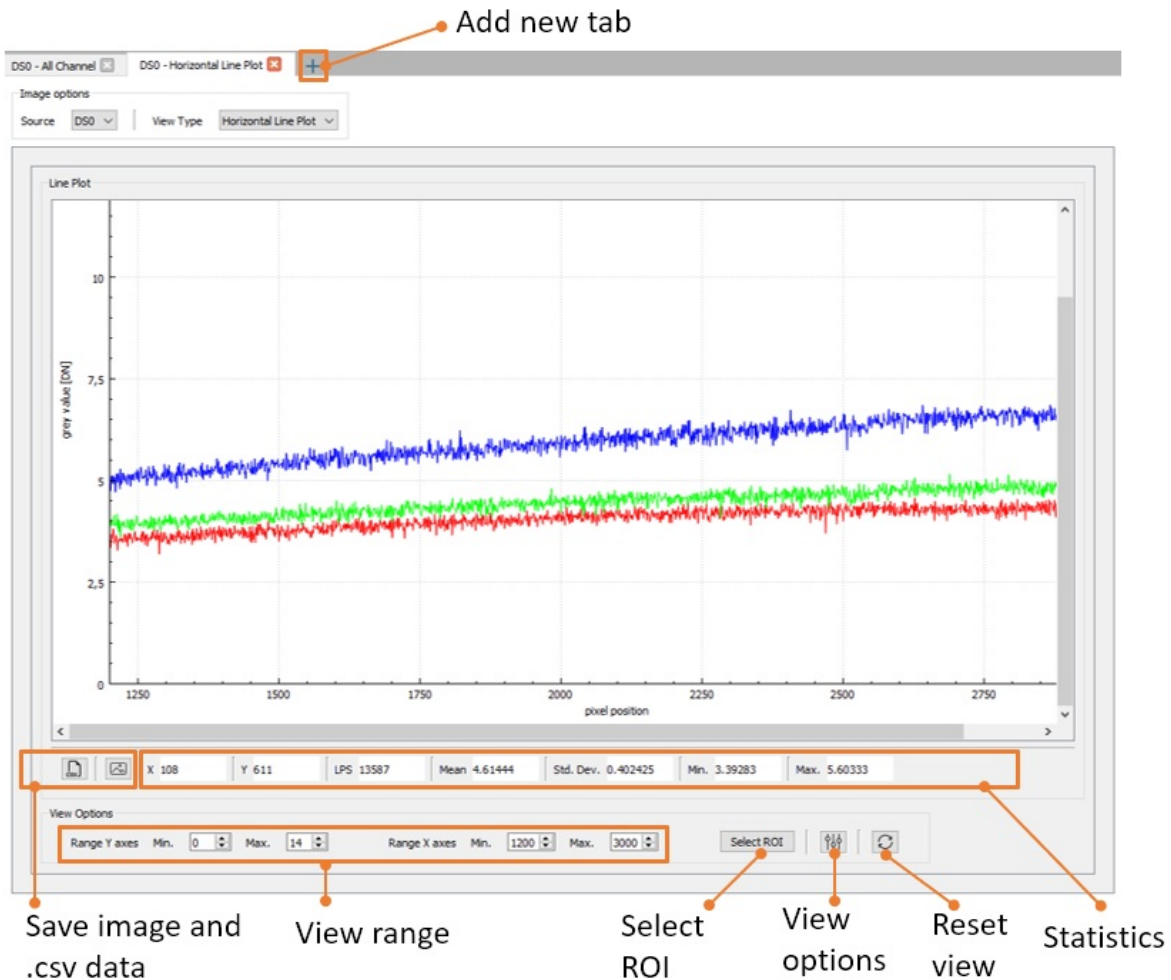 Add new tab
DS0 - All Channel
DS0 - Horizontal Line Plot
Image options
Source DS0 View Type Horizontal Line Plot
Line Plot
10
7,5
5
2,5
0
grey value [DN]
1250 1500 1750 2000 2250 2500 2750
pixel position
X 108 Y 611 LPS 13587 Mean 4.61444 Std. Dev. 0.402425 Min. 3.39283 Max. 5.60333
View Options
Range Y axes Min. 0 Max. 14 Range X axes Min. 1200 Max. 3000 Select ROI
Save image and
.csv data
View range
Select
ROI
View
options
Reset
view
Statistics